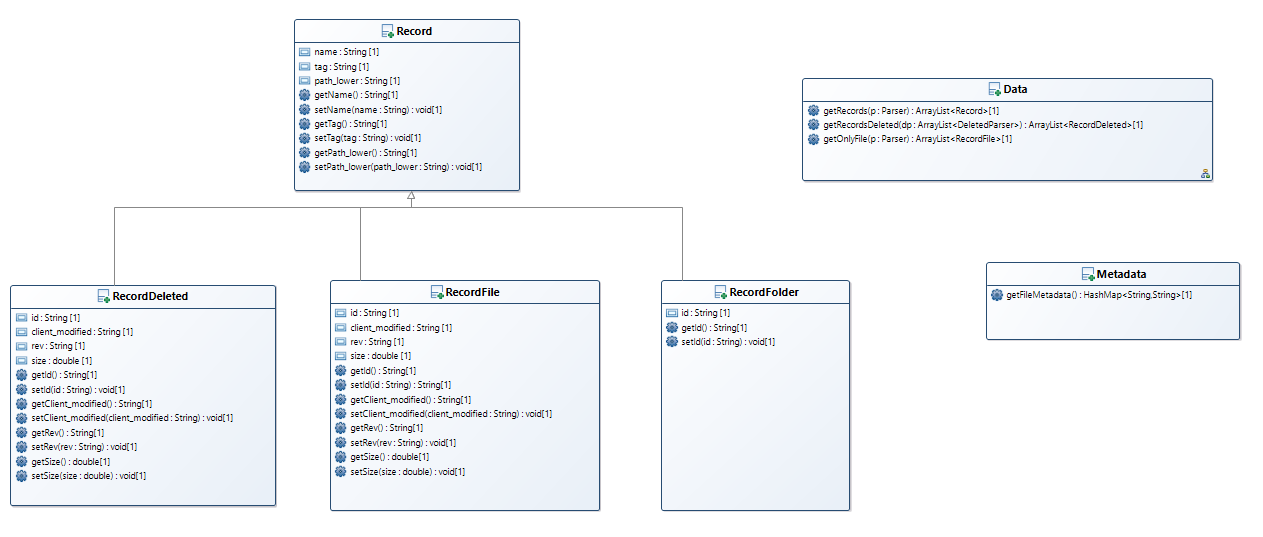 Record
name : String [1]
tag : String [1]
path_lower : String [1]
getName() : String[1]
setName(name : String) : void[1]
getTag() : String[1]
setTag(tag : String) : void[1]
getPath_lower() : String[1]
setPath_lower(path_lower : String) : void[1]
Data
getRecords(p : Parser) : ArrayList<Record>[1]
getRecordsDeleted(dp : ArrayList<DeletedParser>) : ArrayList<RecordDeleted>[1]
getOnlyFile(p : Parser) : ArrayList<RecordFile>[1]
RecordDeleted
id : String [1]
client_modified : String [1]
rev : String [1]
size : double [1]
getId() : String[1]
setId(id : String) : void[1]
getClient_modified() : String[1]
setClient_modified(client_modified : String) : void[1]
getRev() : String[1]
setRev(rev : String) : void[1]
getSize() : double[1]
setSize(size : double) : void[1]
RecordFile
id : String [1]
client_modified : String [1]
rev : String [1]
size : double [1]
getId() : String[1]
setId(id : String) : String[1]
getClient_modified() : String[1]
setClient_modified(client_modified : String) : void[1]
getRev() : String[1]
setRev(rev : String) : void[1]
getSize() : double[1]
setSize(size : double) : void[1]
RecordFolder
id : String [1]
getId() : String[1]
setId(id : String) : void[1]
Metadata
getFileMetadata() : HashMap<String,String>[1]